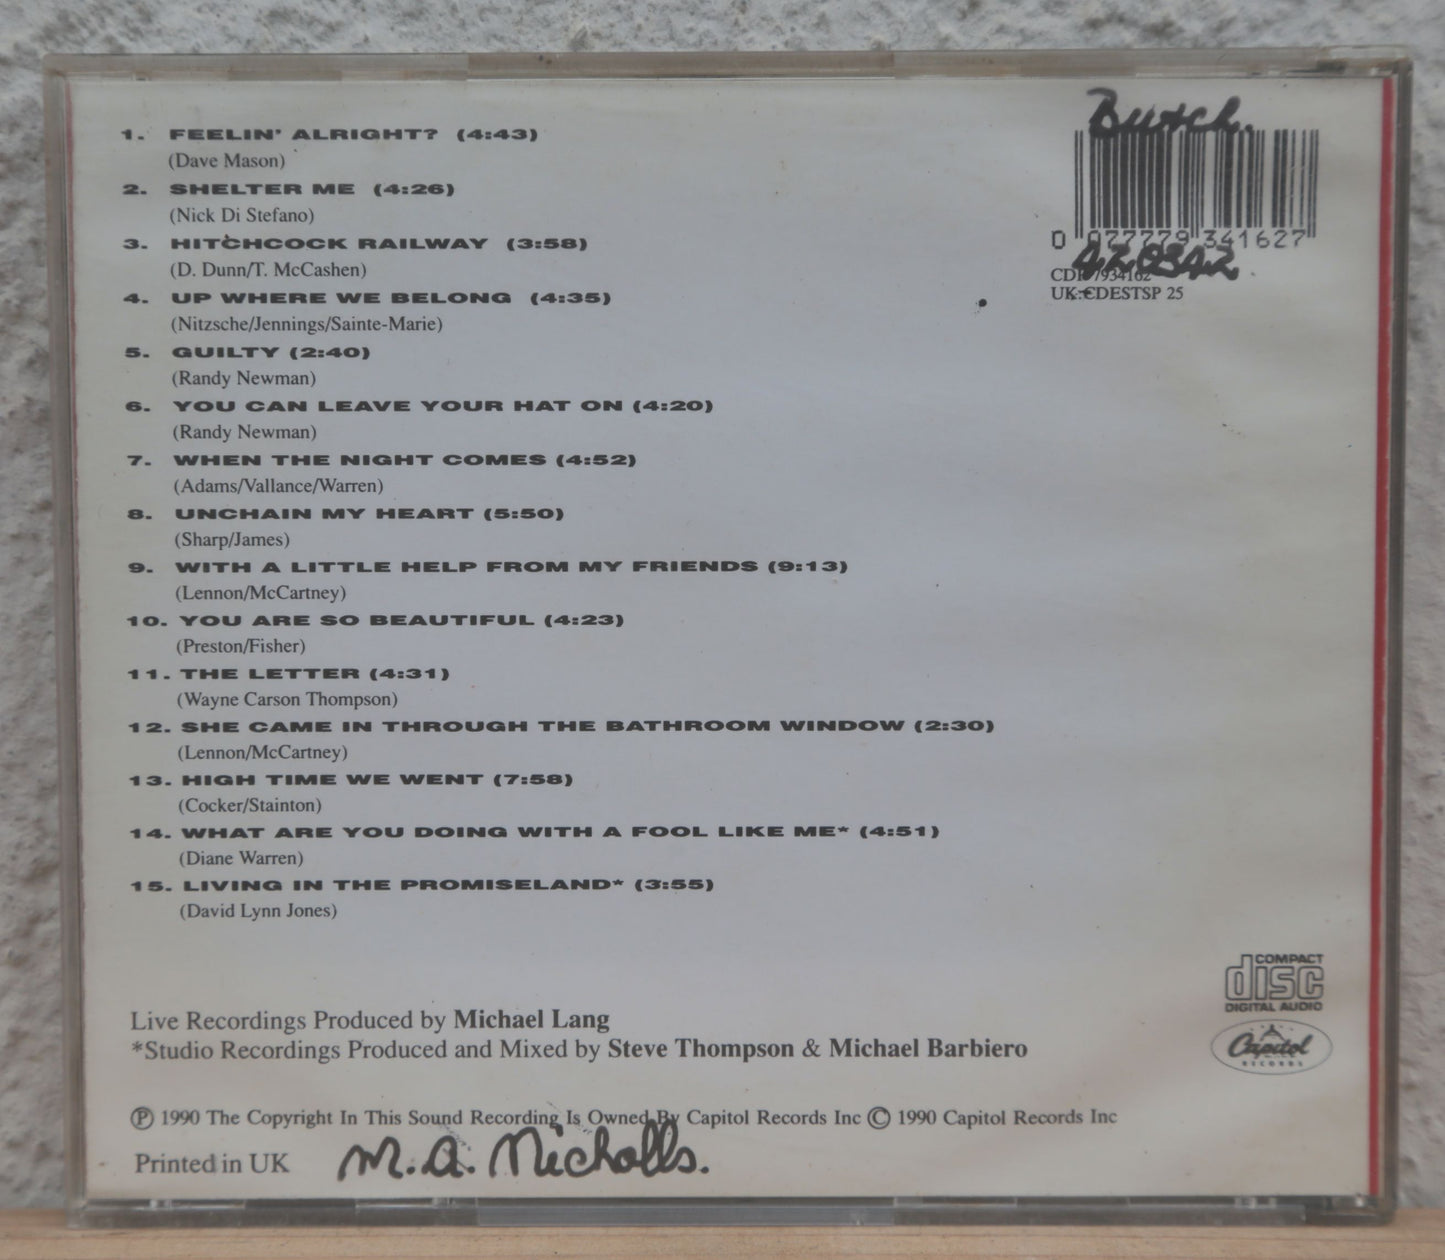 1. FEELIN' ALRIGHT? (4:43)
(Dave Mason)
2. SHELTER ME (4:26)
(Nick Di Stefano)
3. HITCHCOCK RAILWAY (3:58)
(D. Dunn/T. McCashen)
4. UP WHERE WE BELONG (4:35)
(Nitzsche/Jennings/Sainte-Marie)
5. GUILTY (2:40)
(Randy Newman)
6. YOU CAN LEAVE YOUR HAT ON (4:20)
(Randy Newman)
7. WHEN THE NIGHT COMES (4:52)
(Adams/Vallance/Warren)
8. UNCHAIN MY HEART (5:50)
(Sharp/James)
9. WITH A LITTLE HELP FROM MY FRIENDS (9:13)
(Lennon/McCartney)
10. YOU ARE SO BEAUTIFUL (4:23)
(Preston/Fisher)
11. THE LETTER (4:31)
(Wayne Carson Thompson)
12. SHE CAME IN THROUGH THE BATHROOM WINDOW (2:30)
(Lennon/McCartney)
13. HIGH TIME WE WENT (7:58)
(Cocker/Stainton)
14. WHAT ARE YOU DOING WITH A FOOL LIKE ME* (4:51)
(Diane Warren)
15. LIVING IN THE PROMISELAND* (3:55)
(David Lynn Jones)
0 077779 341627
UK: CDESTSP 25
Live Recordings Produced by Michael Lang
*Studio Recordings Produced and Mixed by Steve Thompson & Michael Barbiero
COMPACT
disc
DIGITAL AUDIO
Capitol
RECORDS
Ⓟ 1990 The Copyright In This Sound Recording Is Owned By Capitol Records Inc © 1990 Capitol Records Inc
Printed in UK
M.A. Nicholls.